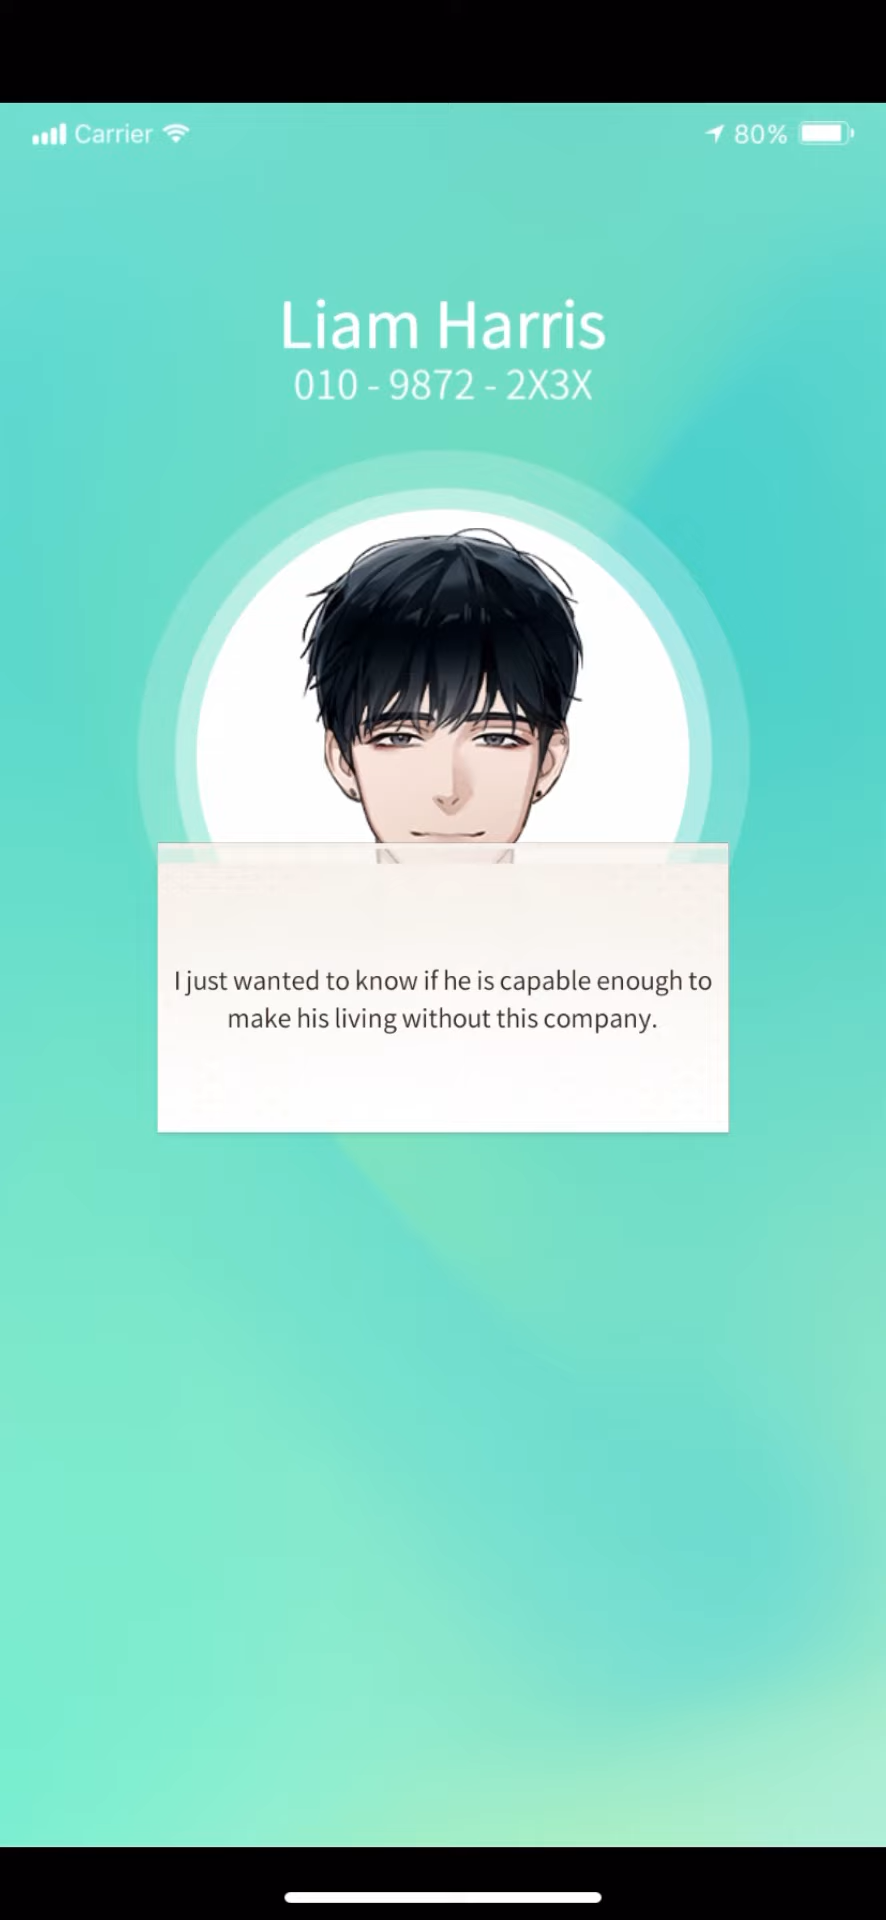 Carrier 80%
Liam Harris
010 - 9872 - 2X3X
I just wanted to know if he is capable enough to
make his living without this company.